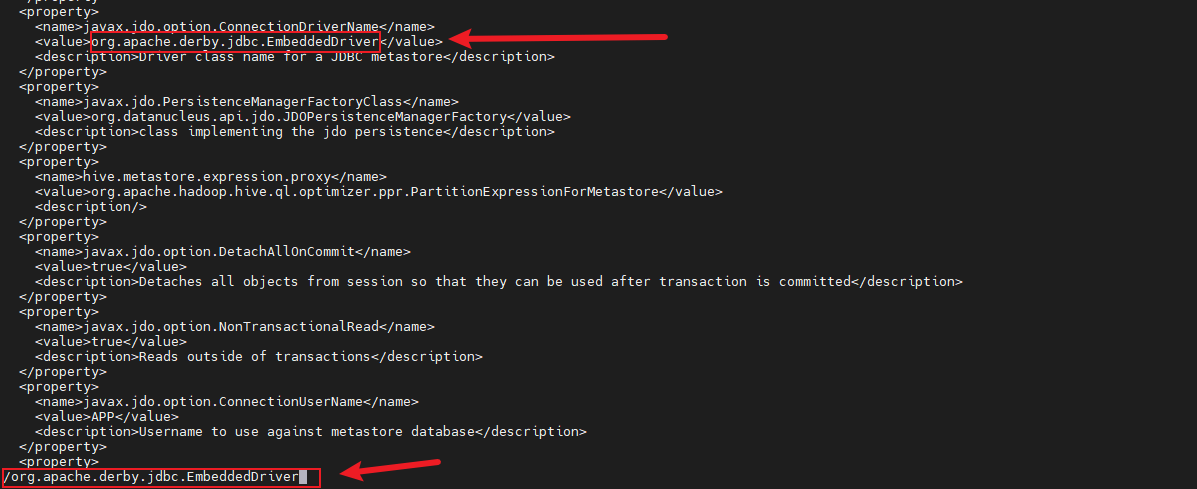 </property>
<property>
<name>javax.jdo.option.ConnectionDriverName</name>
<value>org.apache.derby.jdbc.EmbeddedDriver</value>
<description>Driver class name for a JDBC metastore</description>
</property>
<property>
<name>javax.jdo.PersistenceManagerFactoryClass</name>
<value>org.datanucleus.api.jdo.JDOPersistenceManagerFactory</value>
<description>class implementing the jdo persistence</description>
</property>
<property>
<name>hive.metastore.expression.proxy</name>
<value>org.apache.hadoop.hive.ql.optimizer.ppr.PartitionExpressionForMetastore</value>
<description/>
</property>
<property>
<name>javax.jdo.option.DetachAllOnCommit</name>
<value>true</value>
<description>Detaches all objects from session so that they can be used after transaction is committed</description>
</property>
<property>
<name>javax.jdo.option.NonTransactionalRead</name>
<value>true</value>
<description>Reads outside of transactions</description>
</property>
<property>
<name>javax.jdo.option.ConnectionUserName</name>
<value>APP</value>
<description>Username to use against metastore database</description>
</property>
<property>
/org.apache.derby.jdbc.EmbeddedDriver